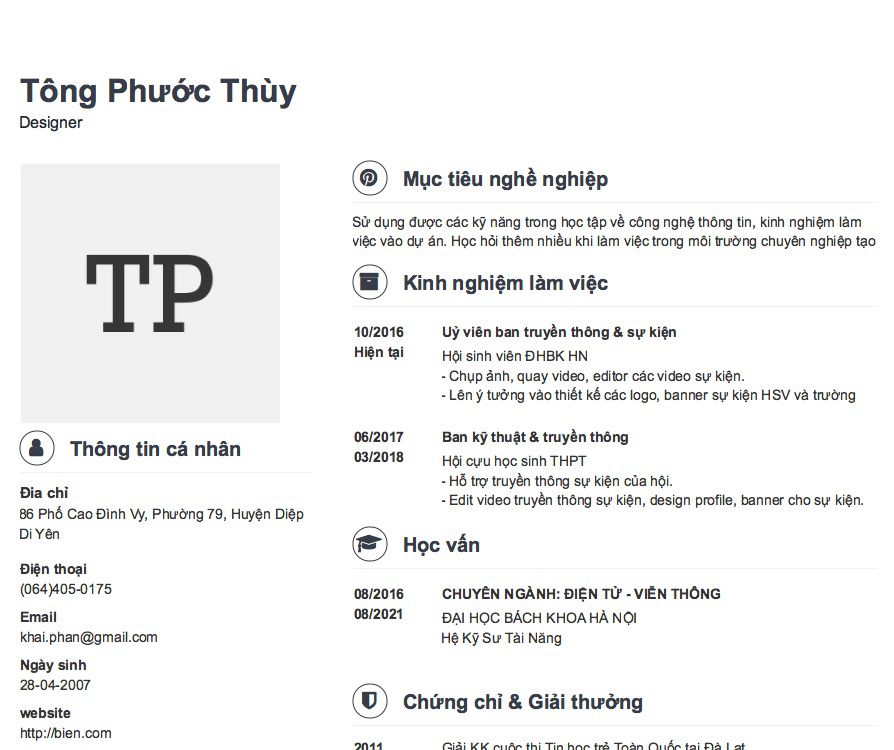 Tông Phước Thùy
Designer
TP
Thông tin cá nhân
Đia chỉ
86 Phố Cao Đình Vy, Phường 79, Huyện Diệp
Di Yên
Điện thoại
(064)405-0175
Email
khai.phan@gmail.com
Ngày sinh
28-04-2007
website
http://bien.com
Mục tiêu nghề nghiệp
Sử dụng được các kỹ năng trong học tập về công nghệ thông tin, kinh nghiệm làm
việc vào dự án. Học hỏi thêm nhiều khi làm việc trong môi trường chuyên nghiệp tạo
Kinh nghiệm làm việc
10/2016
Hiện tại
Uỷ viên ban truyền thông & sự kiện
Hội sinh viên ĐHBK HN
- Chụp ảnh, quay video, editor các video sự kiện.
- Lên ý tưởng vào thiết kế các logo, banner sự kiện HSV và trường
06/2017
03/2018
Ban kỹ thuật & truyền thông
Hội cựu học sinh THPT
- Hỗ trợ truyền thông sự kiện của hội.
- Edit video truyền thông sự kiện, design profile, banner cho sự kiện.
Học vấn
08/2016
08/2021
CHUYÊN NGÀNH: ĐIỆN TỬ - VIỄN THÔNG
ĐẠI HỌC BÁCH KHOA HÀ NỘI
Hệ Kỹ Sư Tài Năng
Chứng chỉ & Giải thưởng
2011
Giải KK cuộc thi Tin học trẻ Toàn Quốc tại Đà Lạt